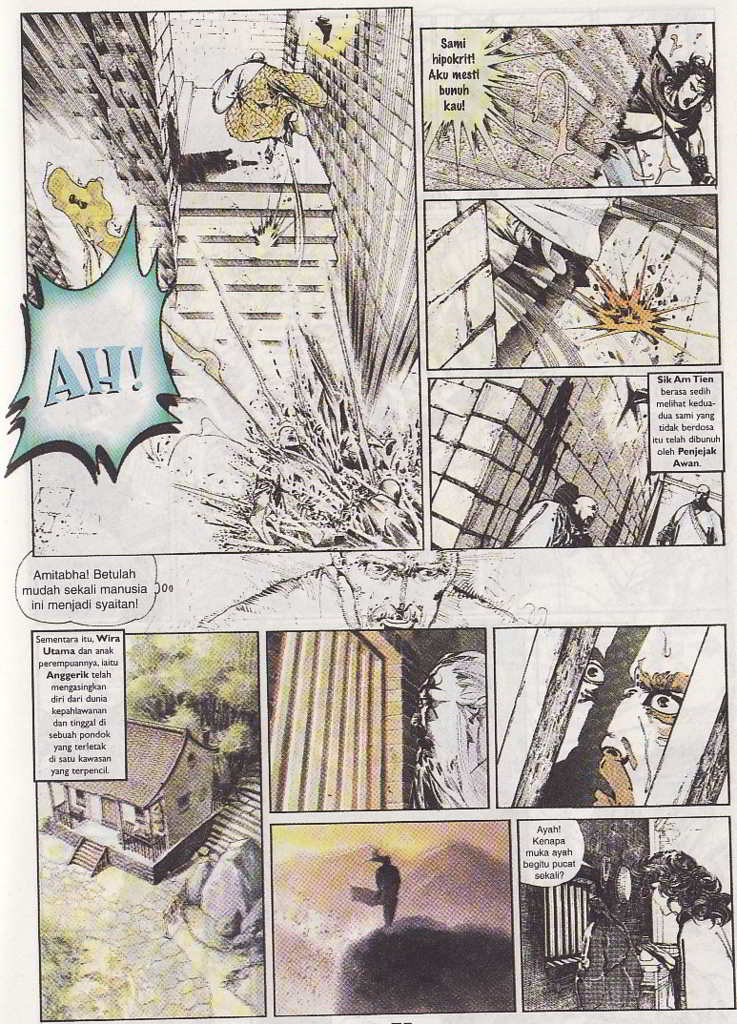 AH!
Sami
hipokrit!
Aku mesti
bunuh
kau!
Sik Am Tien
berasa sedih
melihat kedua-
dua sami yang
tidak berdosa
itu telah dibunuh
oleh Penjejak
Awan.
Amitabha! Betulah
mudah sekali manusia
ini menjadi syaitan!
Sementara itu, Wira
Utama dan anak
perempuannya, iaitu
Anggerik telah
mengasingkan
diri dari dunia
kepahlawanan
dan tinggal di
sebuah pondok
yang terletak
di satu kawasan
yang terpencil.
Ayah!
Kenapa
muka ayah
begitu pucat
sekali?